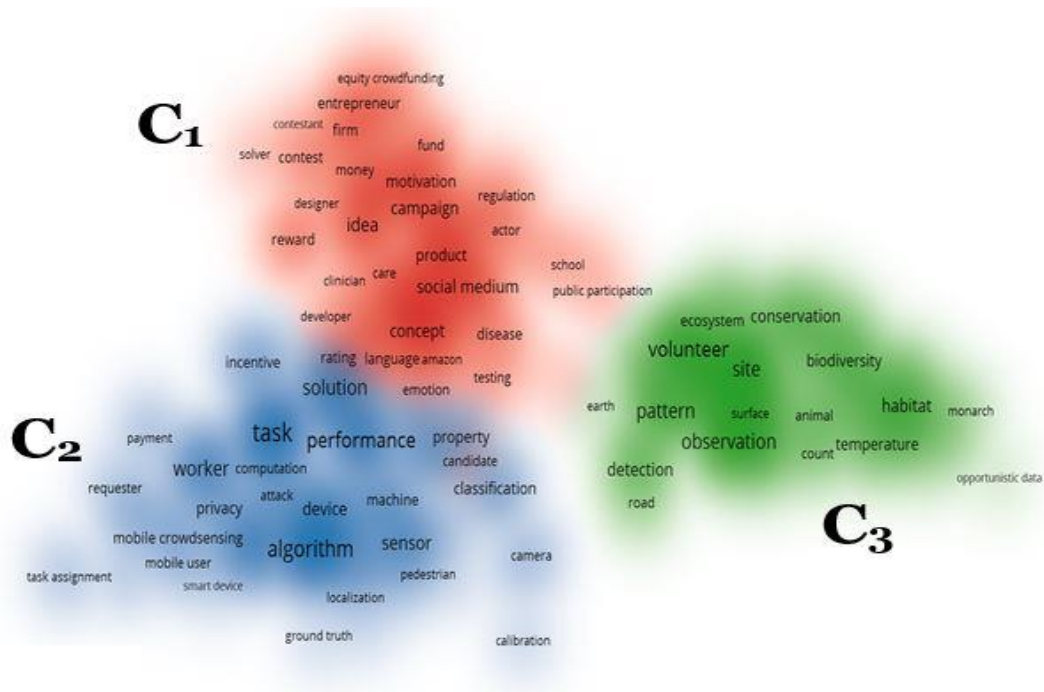 equity crowdfunding
entrepreneur
C1
contestant
firm
fund
solver
contest
money
motivation
regulation
designer
campaign
idea
actor
reward
product
school
clinician
care
social medium
public participation
developer
concept
disease
rating
language
amazon
testing
emotion
ecosystem
conservation
volunteer
site
biodiversity
earth
pattern
surface
animal
habitat
monarch
observation
count
temperature
detection
opportunistic data
road
C3
incentive
solution
C2
task
performance
property
payment
worker
computation
candidate
requester
attack
classification
privacy
device
machine
mobile crowdsensing
algorithm
sensor
camera
mobile user
task assignment
smart device
pedestrian
localization
ground truth
calibration